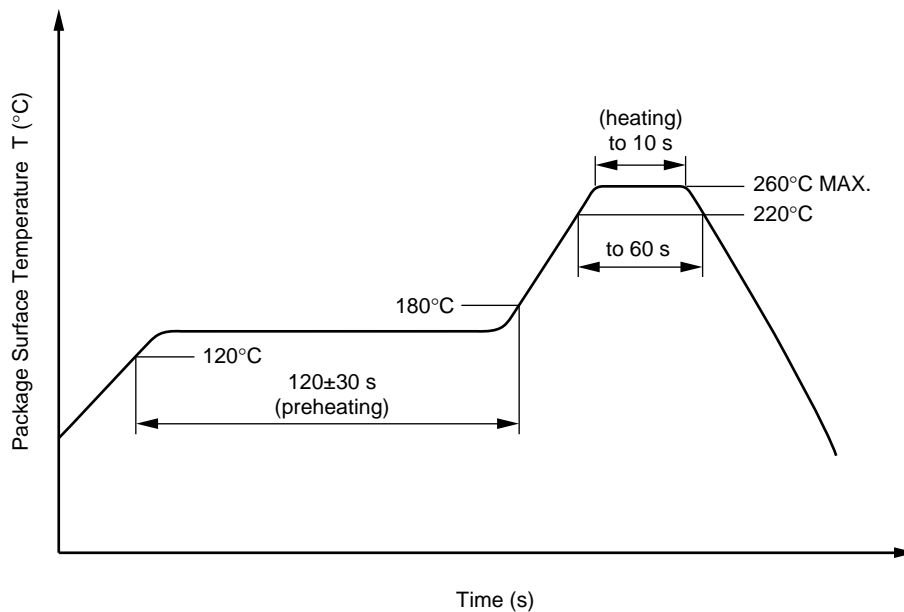 Package Surface Temperature T (°C)
(heating)
to 10 s
260°C MAX.
220°C
to 60 s
180°C
120°C
120±30 s
(preheating)
Time (s)